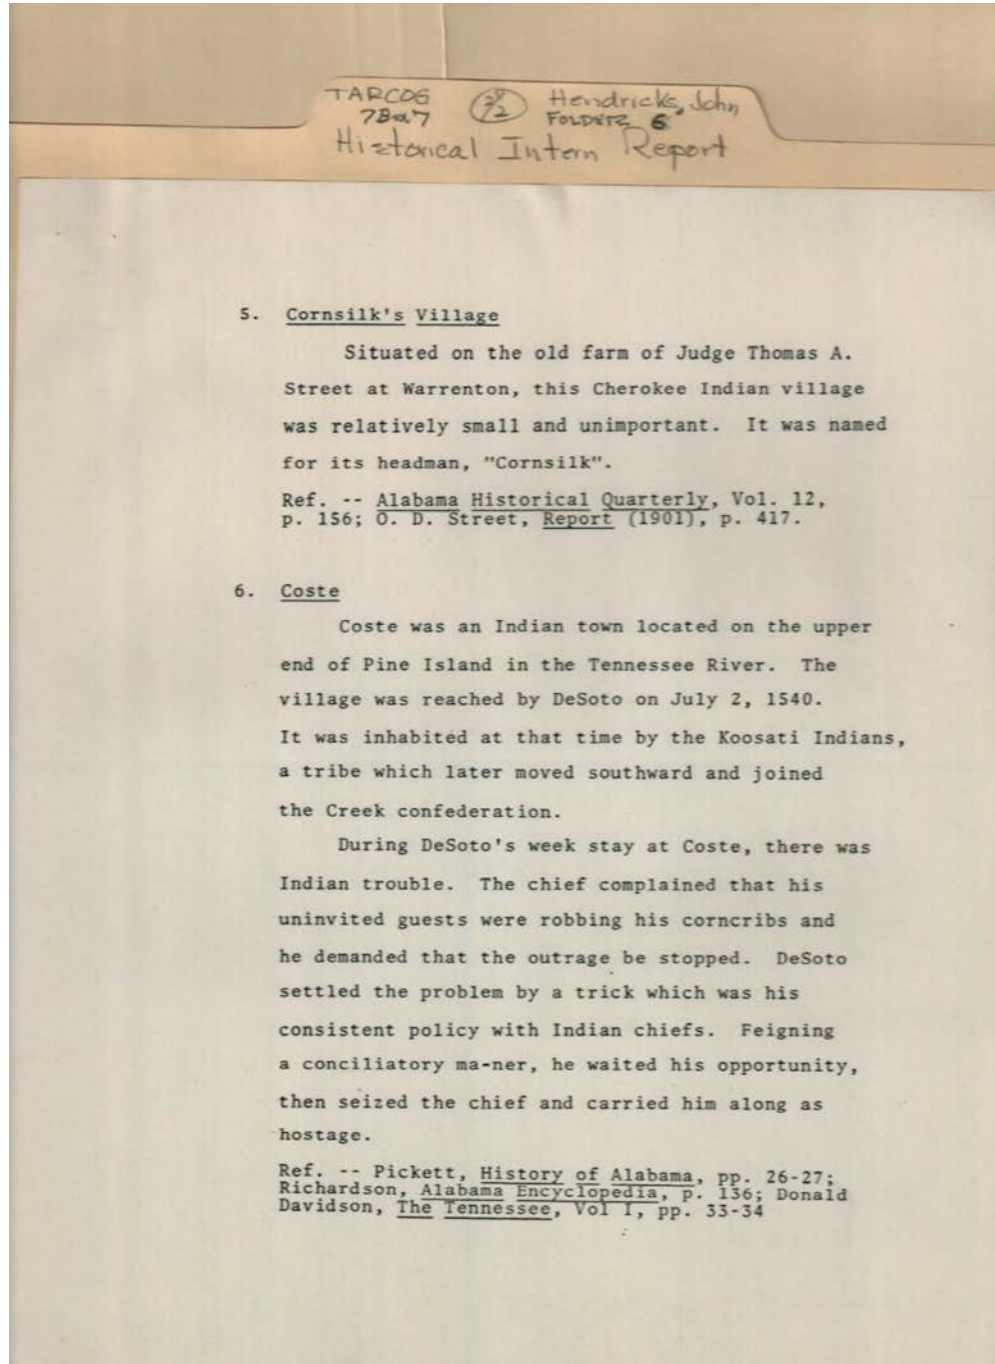 TARCOG
7Box7
Hendricks, John
FOLDER 6
Historical Intern Report
5. Cornsilk's Village
Situated on the old farm of Judge Thomas A.
Street at Warrenton, this Cherokee Indian village
was relatively small and unimportant. It was named
for its headman, "Cornsilk".
Ref. -- Alabama Historical Quarterly, Vol. 12,
p. 156; O. D. Street, Report (1901), p. 417.
6. Coste
Coste was an Indian town located on the upper
end of Pine Island in the Tennessee River. The
village was reached by DeSoto on July 2, 1540.
It was inhabited at that time by the Koosati Indians,
a tribe which later moved southward and joined
the Creek confederation.
During DeSoto's week stay at Coste, there was
Indian trouble. The chief complained that his
uninvited guests were robbing his corncribs and
he demanded that the outrage be stopped. DeSoto
settled the problem by a trick which was his
consistent policy with Indian chiefs. Feigning
a conciliatory ma-ner, he waited his opportunity,
then seized the chief and carried him along as
hostage.
Ref. -- Pickett, History of Alabama, pp. 26-27;
Richardson, Alabama Encyclopedia, p. 136; Donald
Davidson, The Tennessee, Vol I, pp. 33-34